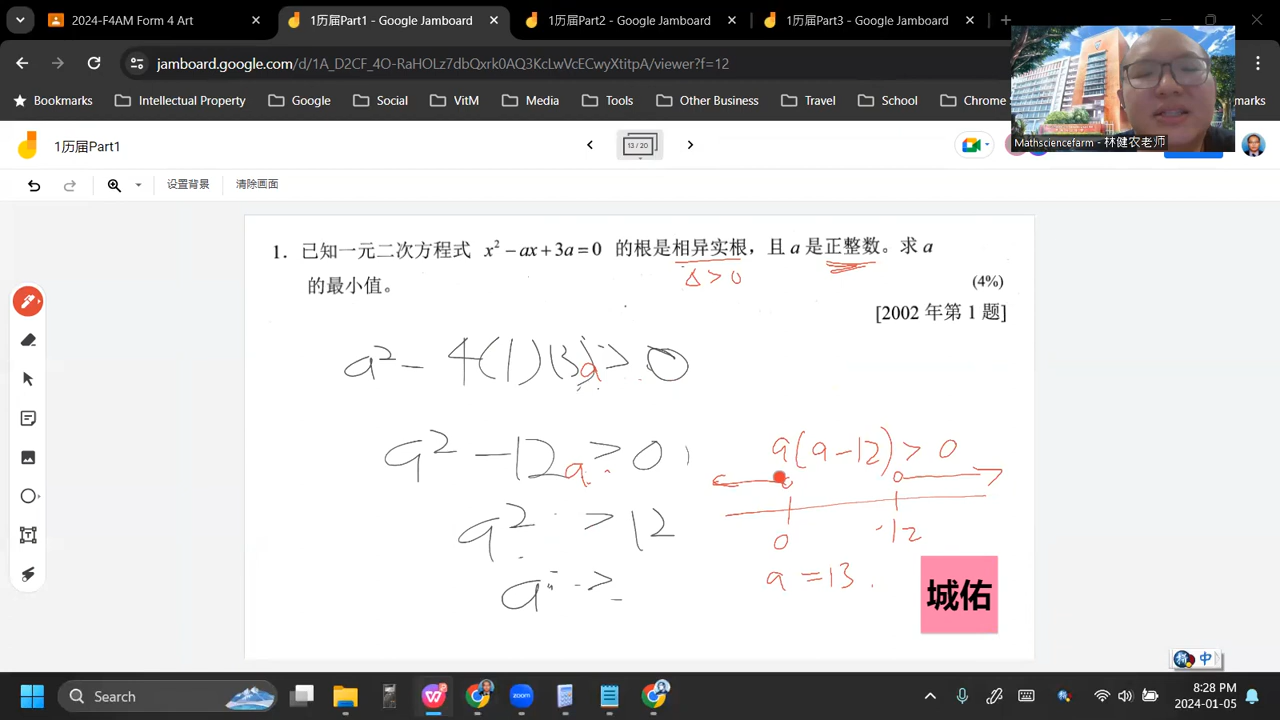 2024-F4AM Form 4 Art
1历届Part1 - Google Jamboard
1历届Part2 - Google Jamboard
1历届Part3 - Google Jamboard
jamboard.google.com/d/1A_D2CF_4O-RaHOLz7dbQxrk0AQ3KcLwVcECwyXtitpA/viewer?f=12
Bookmarks
Intellectual Property
Social
VitM
Media
Tools
Other Business
Travel
School
Chrome
Mathsciencefarm - 林健农老师
1历届Part1
13 / 20
设置背景
清除画面
1. 已知一元二次方程式 x² − ax + 3a = 0 的根是相异实根，且 a 是正整数。求 a
的最小值。
Δ > 0
(4%)
[2002 年第 1 题]
a² − 4(1)(3a) > 0
a² − 12a > 0
a(a − 12) > 0
a² > 12
0 12
a >
a = 13
城佑
中
Search
8:28 PM
2024-01-05